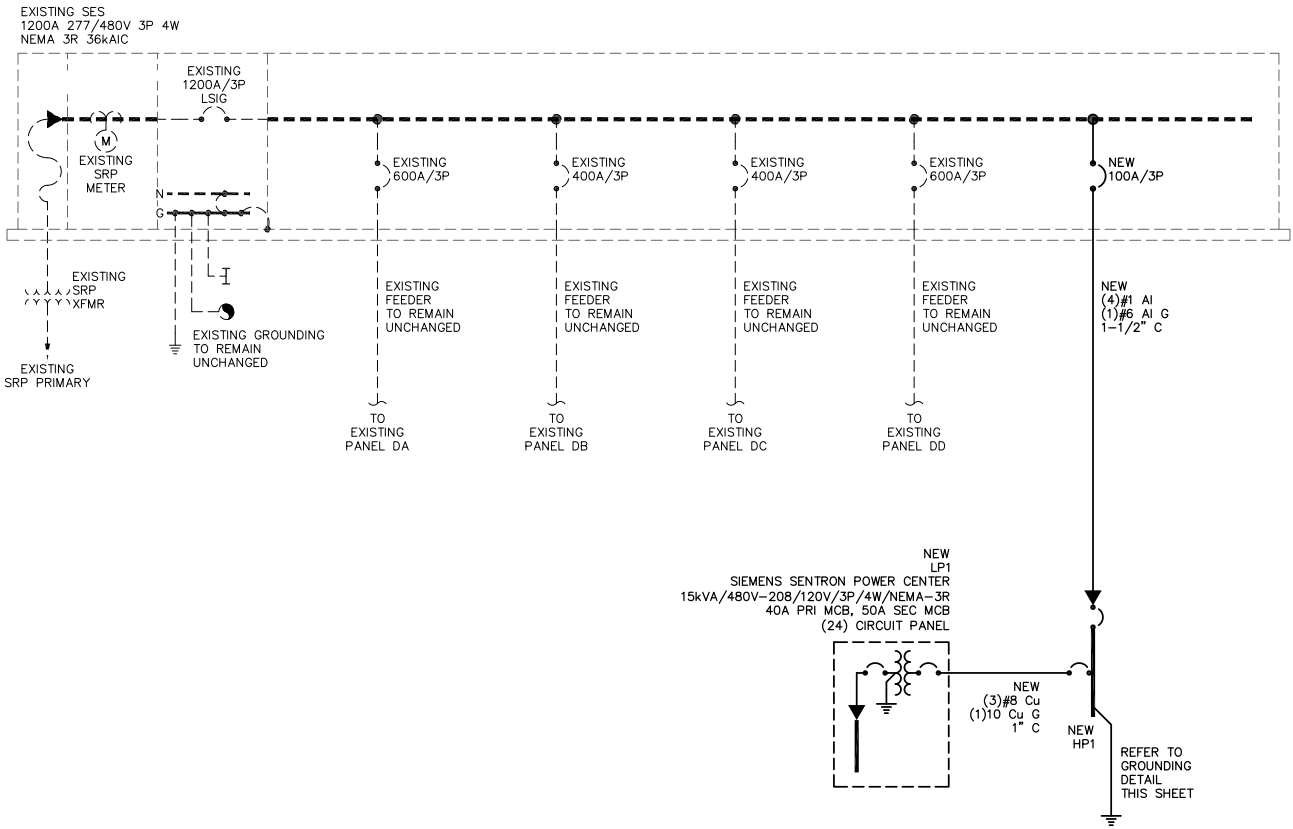 EXISTING SES
1200A 277/480V 3P 4W
NEMA 3R 36kAIC
EXISTING
1200A/3P
LSIG
M
EXISTING
SRP
METER
N
G
EXISTING
600A/3P
EXISTING
400A/3P
EXISTING
400A/3P
EXISTING
600A/3P
NEW
100A/3P
EXISTING
SRP
XFMR
EXISTING
SRP PRIMARY
EXISTING GROUNDING
TO REMAIN
UNCHANGED
EXISTING
FEEDER
TO REMAIN
UNCHANGED
EXISTING
FEEDER
TO REMAIN
UNCHANGED
EXISTING
FEEDER
TO REMAIN
UNCHANGED
EXISTING
FEEDER
TO REMAIN
UNCHANGED
NEW
(4)#1 Al
(1)#6 Al G
1-1/2" C
TO
EXISTING
PANEL DA
TO
EXISTING
PANEL DB
TO
EXISTING
PANEL DC
TO
EXISTING
PANEL DD
NEW
LP1
SIEMENS SENTRON POWER CENTER
15kVA/480V-208/120V/3P/4W/NEMA-3R
40A PRI MCB, 50A SEC MCB
(24) CIRCUIT PANEL
NEW
(3)#8 Cu
(1)10 Cu G
1" C
NEW
HP1
REFER TO
GROUNDING
DETAIL
THIS SHEET